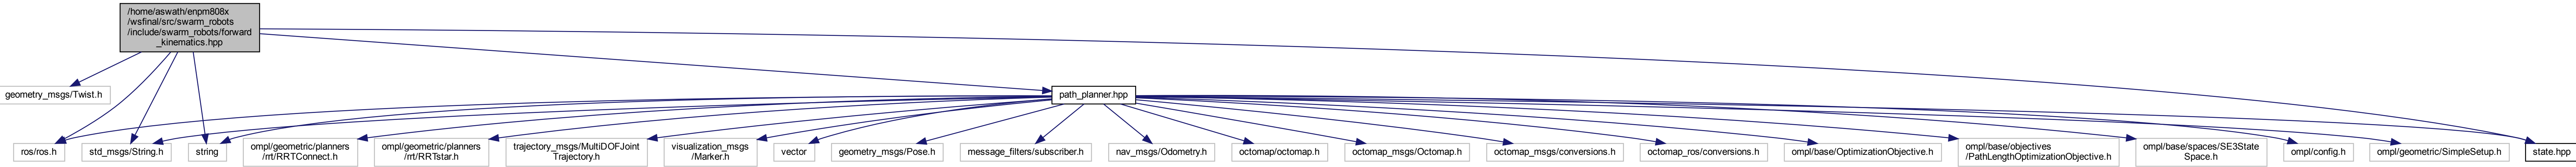 /home/aswath/enpm808x
/wsfinal/src/swarm_robots
/include/swarm_robots/forward
_kinematics.hpp
geometry_msgs/Twist.h
path_planner.hpp
ros/ros.h
std_msgs/String.h
string
ompl/geometric/planners
/rrt/RRTConnect.h
ompl/geometric/planners
/rrt/RRTstar.h
trajectory_msgs/MultiDOFJoint
Trajectory.h
visualization_msgs
/Marker.h
vector
geometry_msgs/Pose.h
message_filters/subscriber.h
nav_msgs/Odometry.h
octomap/octomap.h
octomap_msgs/Octomap.h
octomap_msgs/conversions.h
octomap_ros/conversions.h
ompl/base/OptimizationObjective.h
ompl/base/objectives
/PathLengthOptimizationObjective.h
ompl/base/spaces/SE3State
Space.h
ompl/config.h
ompl/geometric/SimpleSetup.h
state.hpp